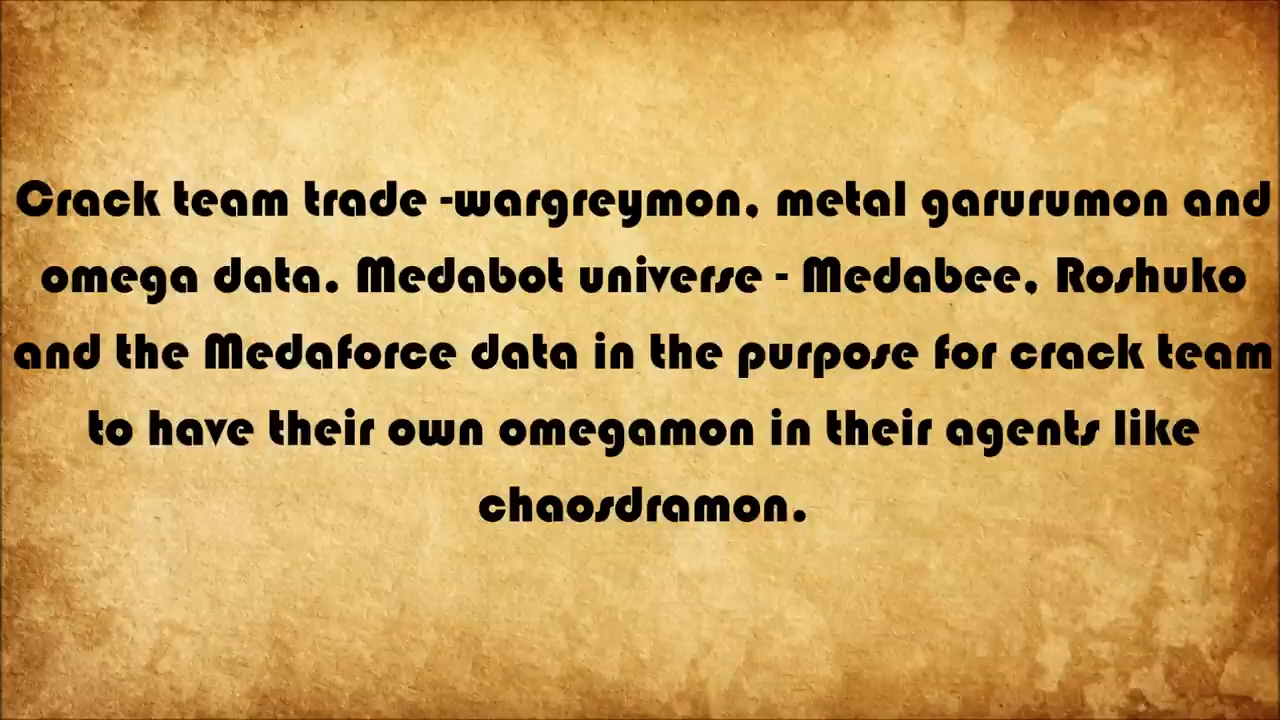 Crack team trade -wargreymon, metal garurumon and
omega data. Medabot universe - Medabee, Roshuko
and the Medaforce data in the purpose for crack team
to have their own omegamon in their agents like
chaosdramon.